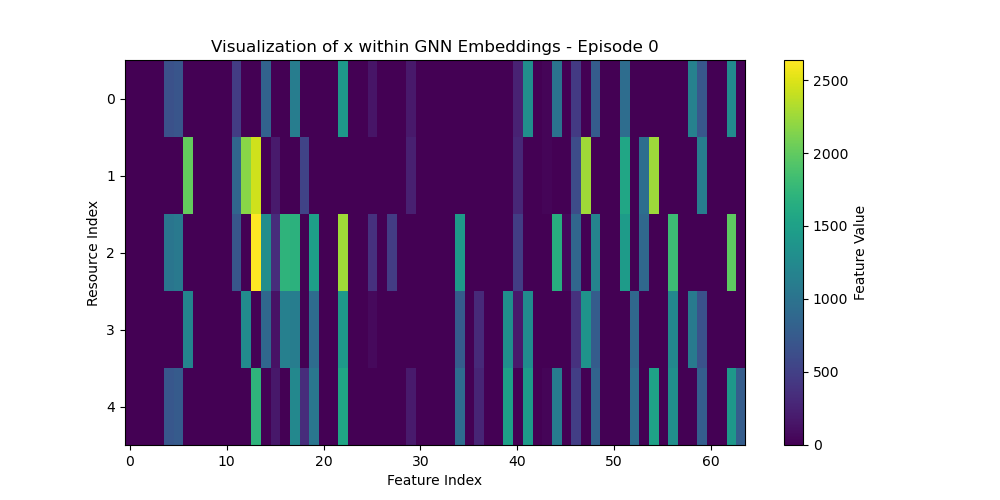 Visualization of x within GNN Embeddings - Episode 0
Resource Index
0
1
2
3
4
0 10 20 30 40 50 60
Feature Index
2500
2000
1500
1000
500
0
Feature Value